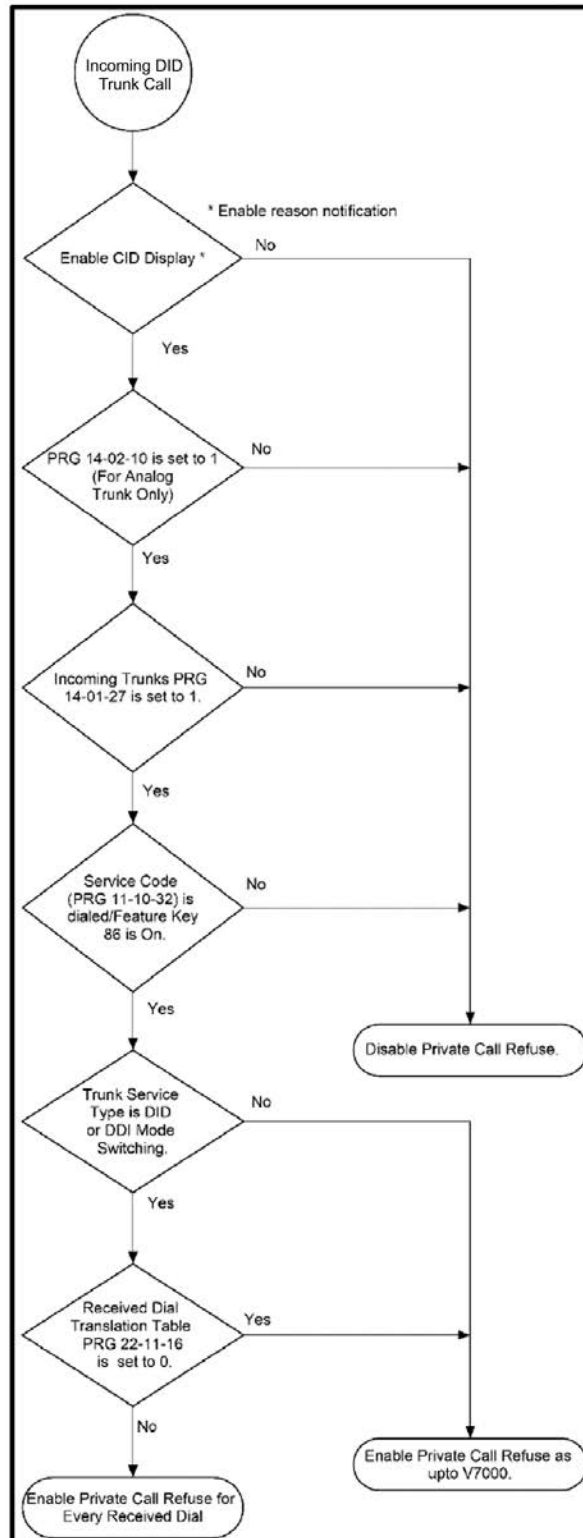 Incoming DID
Trunk Call
* Enable reason notification
Enable CID Display *
No
Yes
PRG 14-02-10 is set to 1
(For Analog
Trunk Only)
No
Yes
Incoming Trunks PRG
14-01-27 is set to 1.
No
Yes
Service Code
(PRG 11-10-32) is
dialed/Feature Key
86 is On.
No
Yes
Disable Private Call Refuse.
Trunk Service
Type is DID
or DDI Mode
Switching.
No
Yes
Received Dial
Translation Table
PRG 22-11-16
is set to 0.
Yes
No
Enable Private Call Refuse as
upto V7000.
Enable Private Call Refuse for
Every Received Dial